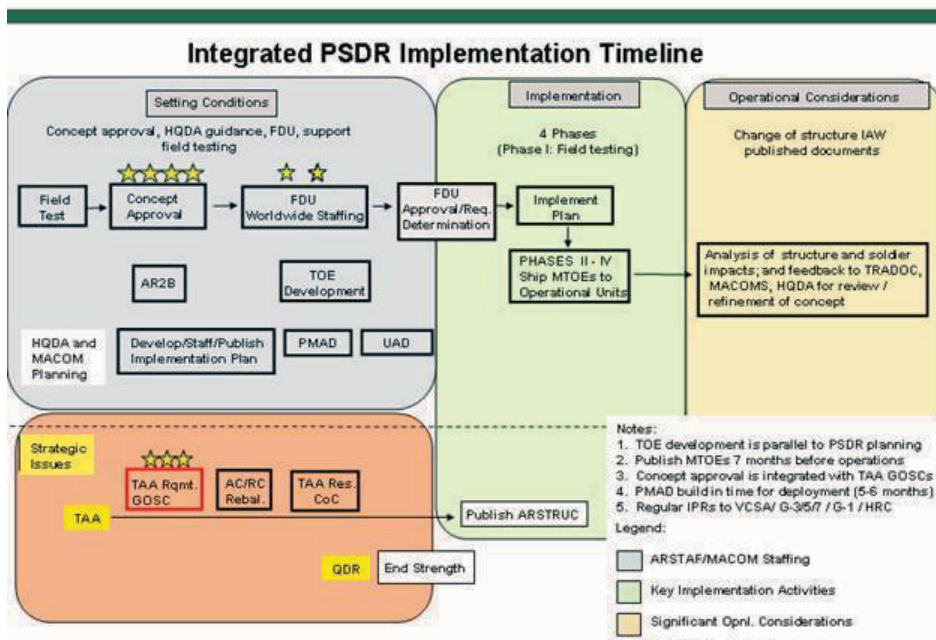 Integrated PSDR Implementation Timeline
Setting Conditions
Concept approval, HQDA guidance, FDU, support
field testing
Field
Test
Concept
Approval
FDU
Worldwide Staffing
FDU
Approval/Req.
Determination
AR2B
TOE
Development
HQDA and
MACOM
Planning
Develop/Staff/Publish
Implementation Plan
PMAD
UAD
Implementation
4 Phases
(Phase I: Field testing)
Implement
Plan
PHASES II - IV
Ship MTOEs to
Operational Units
Operational Considerations
Change of structure IAW
published documents
Analysis of structure and soldier
impacts; and feedback to TRADOC,
MACOMS, HQDA for review /
refinement of concept
Strategic
Issues
TAA Rqmt.
GOSC
AC/RC
Rebal.
TAA Res.
CoC
TAA
Publish ARSTRUC
QDR
End Strength
Notes:
1. TOE development is parallel to PSDR planning
2. Publish MTOEs 7 months before operations
3. Concept approval is integrated with TAA GOSCs
4. PMAD build in time for deployment (5-6 months)
5. Regular IPRs to VCSA/ G-3/5/7 / G-1 / HRC
Legend:
ARSTAF/MACOM Staffing
Key Implementation Activities
Significant Opnl. Considerations